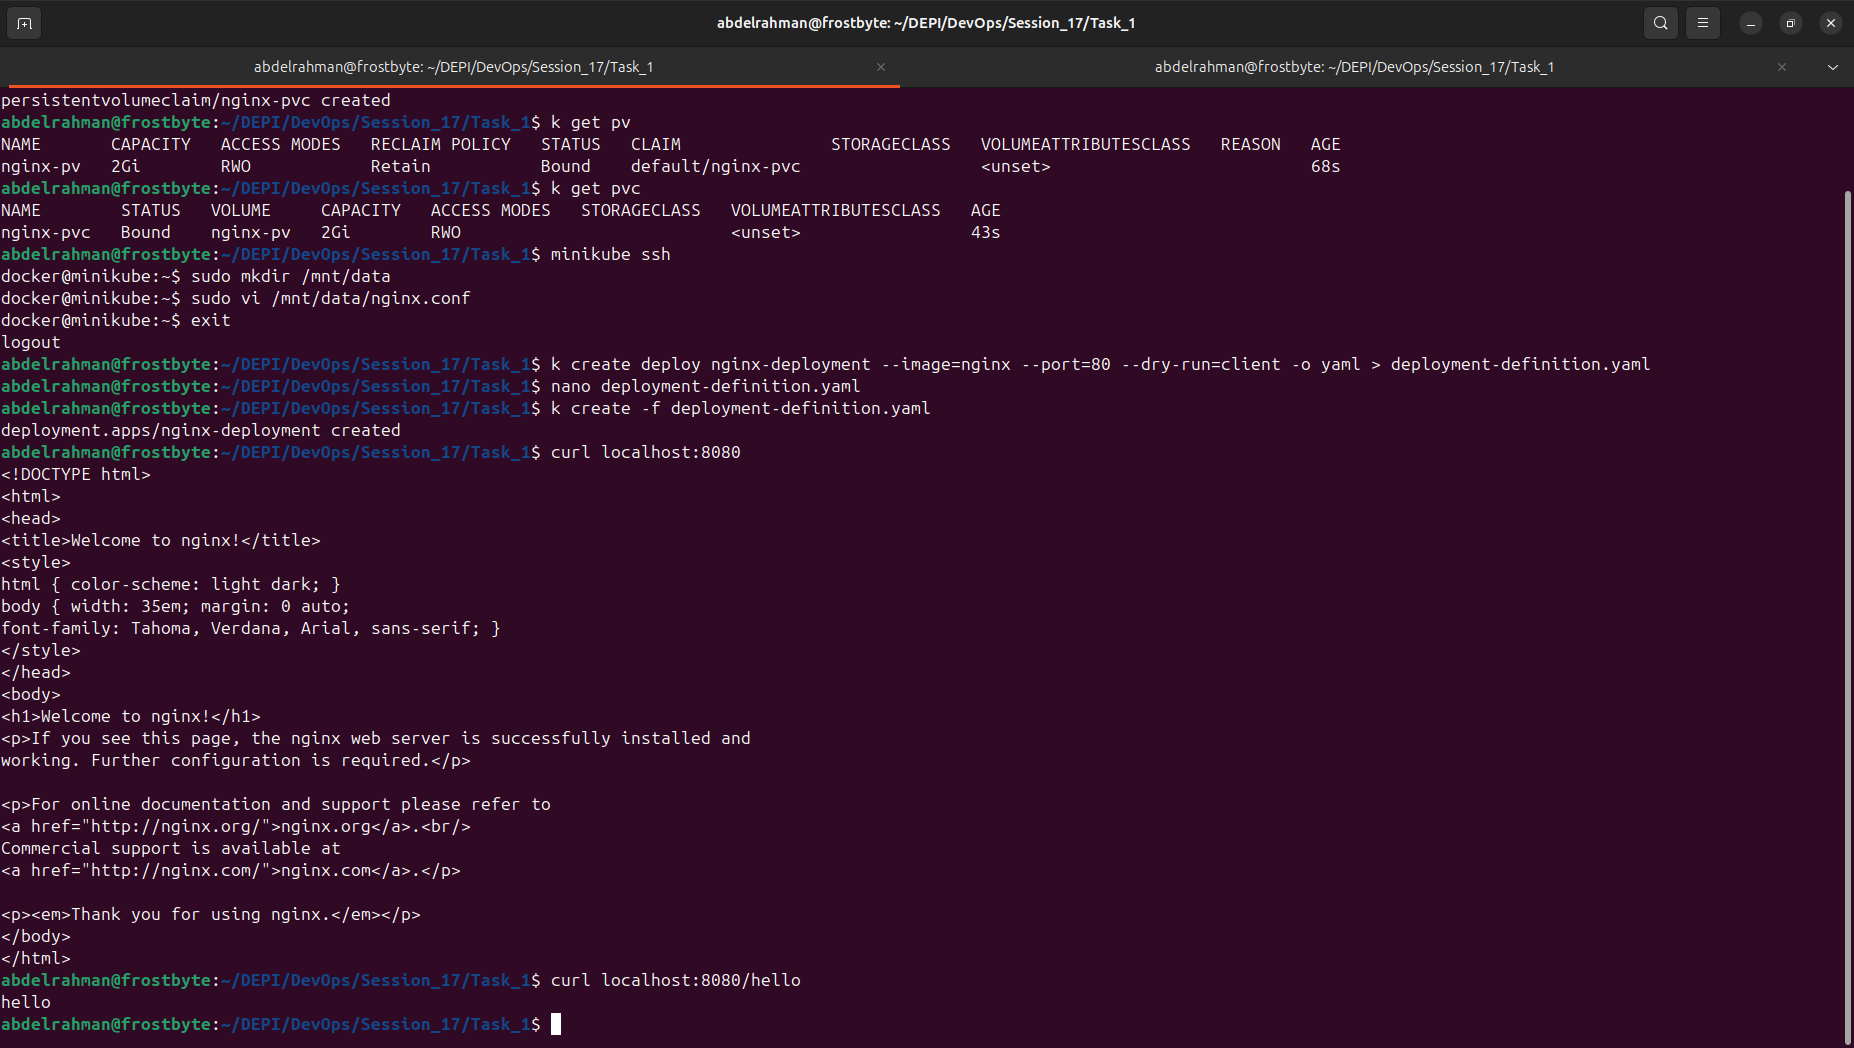 abdelrahman@frostbyte: ~/DEPI/DevOps/Session_17/Task_1
abdelrahman@frostbyte: ~/DEPI/DevOps/Session_17/Task_1
abdelrahman@frostbyte: ~/DEPI/DevOps/Session_17/Task_1
persistentvolumeclaim/nginx-pvc created
abdelrahman@frostbyte:~/DEPI/DevOps/Session_17/Task_1$ k get pv
NAME CAPACITY ACCESS MODES RECLAIM POLICY STATUS CLAIM STORAGECLASS VOLUMEATTRIBUTESCLASS REASON AGE
nginx-pv 2Gi RWO Retain Bound default/nginx-pvc <unset> 68s
abdelrahman@frostbyte:~/DEPI/DevOps/Session_17/Task_1$ k get pvc
NAME STATUS VOLUME CAPACITY ACCESS MODES STORAGECLASS VOLUMEATTRIBUTESCLASS AGE
nginx-pvc Bound nginx-pv 2Gi RWO <unset> 43s
abdelrahman@frostbyte:~/DEPI/DevOps/Session_17/Task_1$ minikube ssh
docker@minikube:~$ sudo mkdir /mnt/data
docker@minikube:~$ sudo vi /mnt/data/nginx.conf
docker@minikube:~$ exit
logout
abdelrahman@frostbyte:~/DEPI/DevOps/Session_17/Task_1$ k create deploy nginx-deployment --image=nginx --port=80 --dry-run=client -o yaml > deployment-definition.yaml
abdelrahman@frostbyte:~/DEPI/DevOps/Session_17/Task_1$ nano deployment-definition.yaml
abdelrahman@frostbyte:~/DEPI/DevOps/Session_17/Task_1$ k create -f deployment-definition.yaml
deployment.apps/nginx-deployment created
abdelrahman@frostbyte:~/DEPI/DevOps/Session_17/Task_1$ curl localhost:8080
<!DOCTYPE html>
<html>
<head>
<title>Welcome to nginx!</title>
<style>
html { color-scheme: light dark; }
body { width: 35em; margin: 0 auto;
font-family: Tahoma, Verdana, Arial, sans-serif; }
</style>
</head>
<body>
<h1>Welcome to nginx!</h1>
<p>If you see this page, the nginx web server is successfully installed and
working. Further configuration is required.</p>

<p>For online documentation and support please refer to
<a href="http://nginx.org/">nginx.org</a>.<br/>
Commercial support is available at
<a href="http://nginx.com/">nginx.com</a>.</p>

<p><em>Thank you for using nginx.</em></p>
</body>
</html>
abdelrahman@frostbyte:~/DEPI/DevOps/Session_17/Task_1$ curl localhost:8080/hello
hello
abdelrahman@frostbyte:~/DEPI/DevOps/Session_17/Task_1$